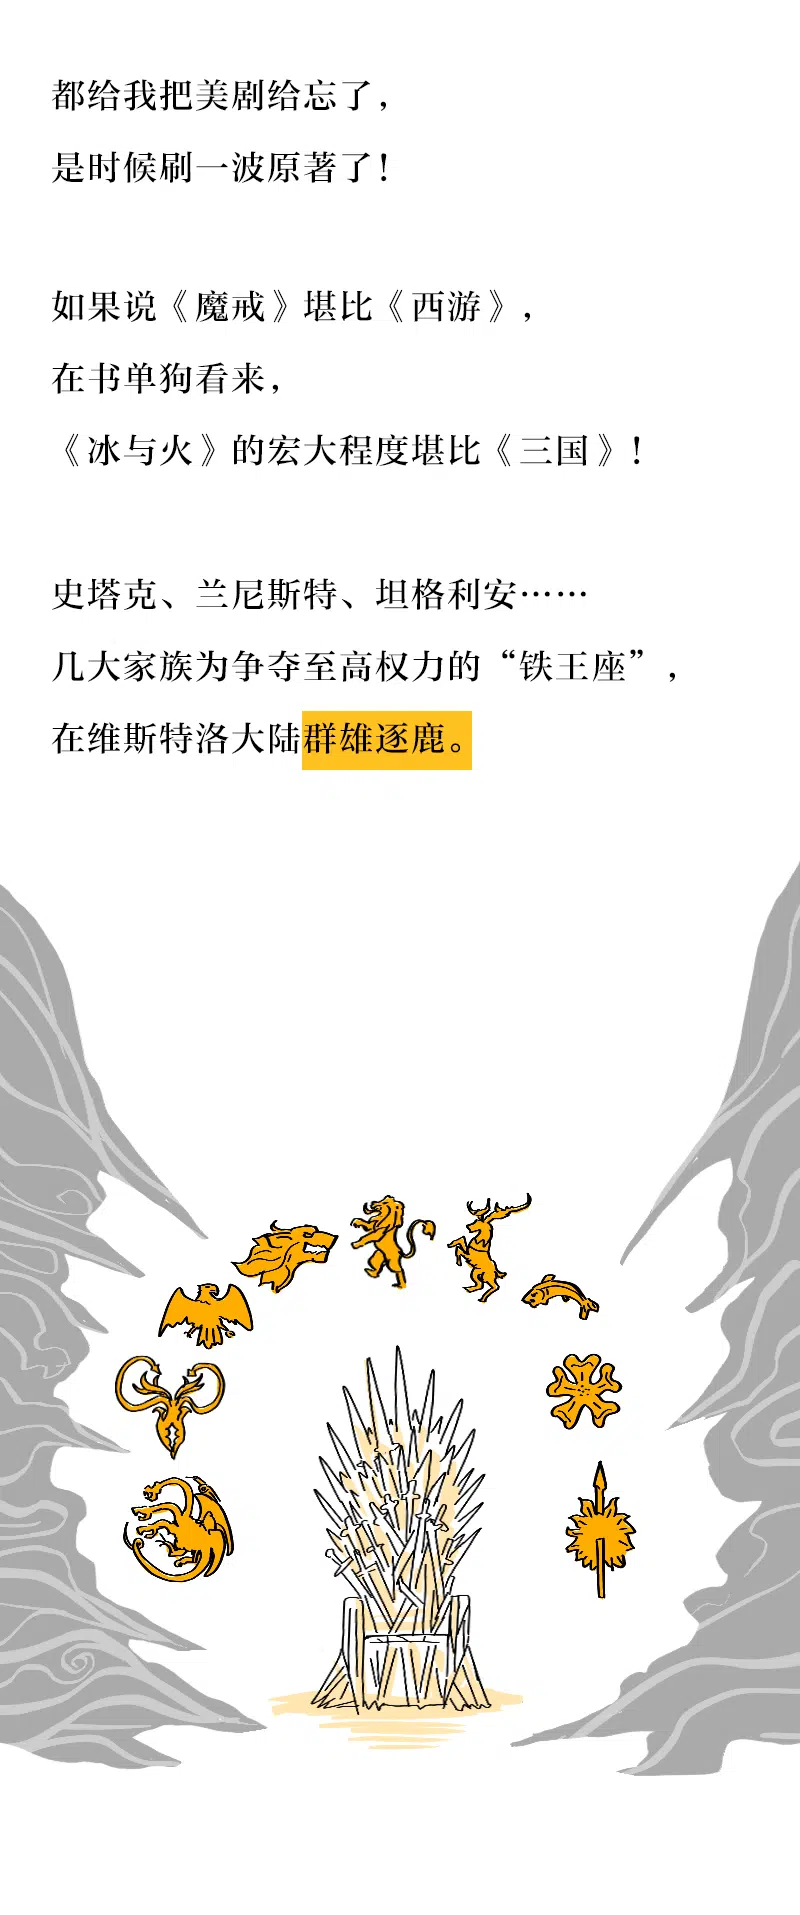 都给我把美剧给忘了，
是时候刷一波原著了！
如果说《魔戒》堪比《西游》，
在书单狗看来，
《冰与火》的宏大程度堪比《三国》！
史塔克、兰尼斯特、坦格利安……
几大家族为争夺至高权力的“铁王座”，
在维斯特洛大陆群雄逐鹿。